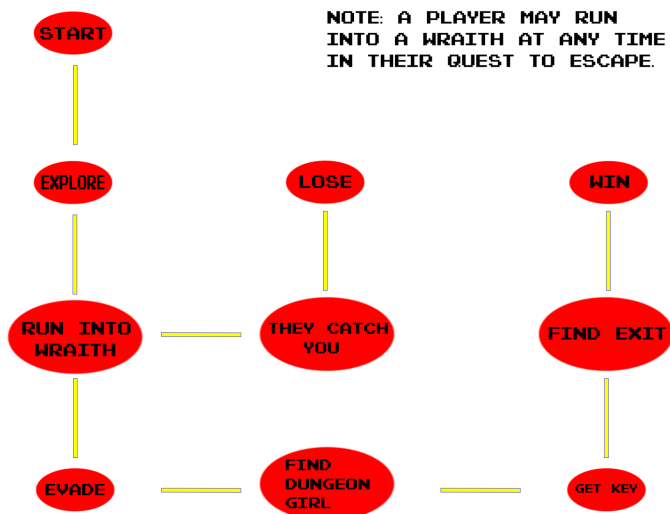 START
NOTE: A PLAYER MAY RUN
INTO A WRAITH AT ANY TIME
IN THEIR QUEST TO ESCAPE.
EXPLORE
LOSE
WIN
RUN INTO
WRAITH
THEY CATCH
YOU
FIND EXIT
EVADE
FIND
DUNGEON
GIRL
GET KEY